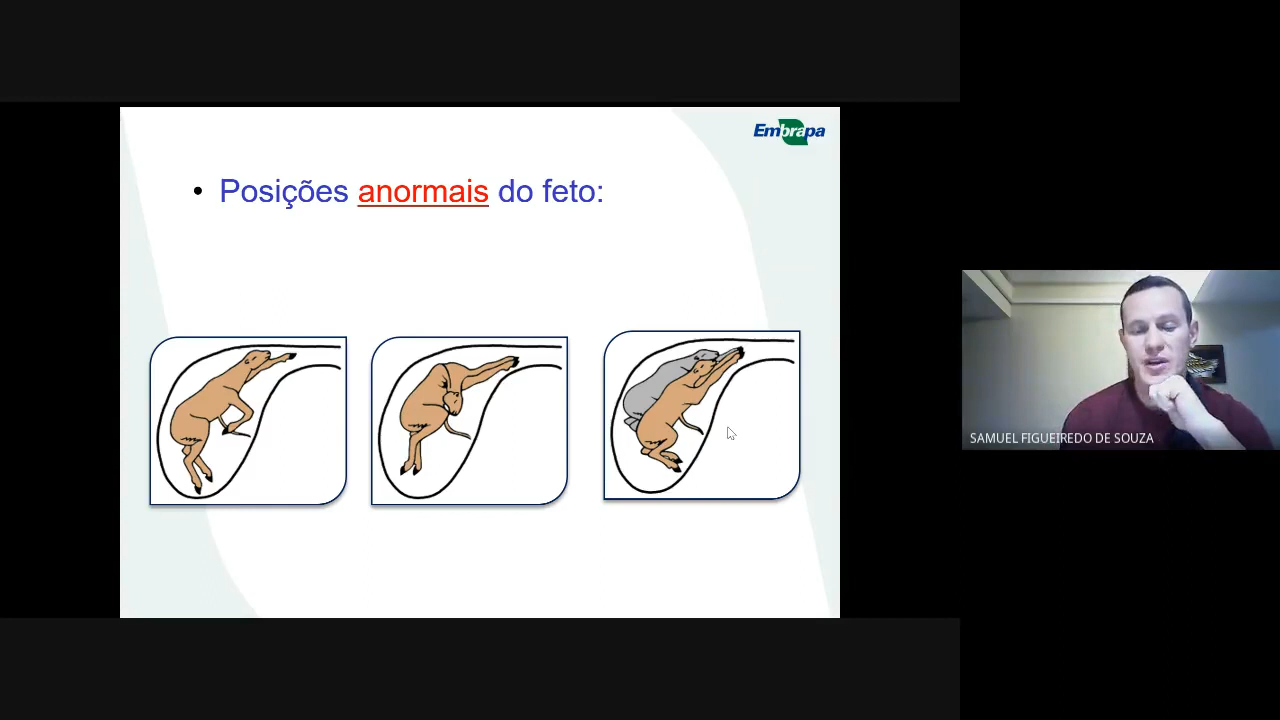 Embrapa
• Posições anormais do feto:
SAMUEL FIGUEIREDO DE SOUZA